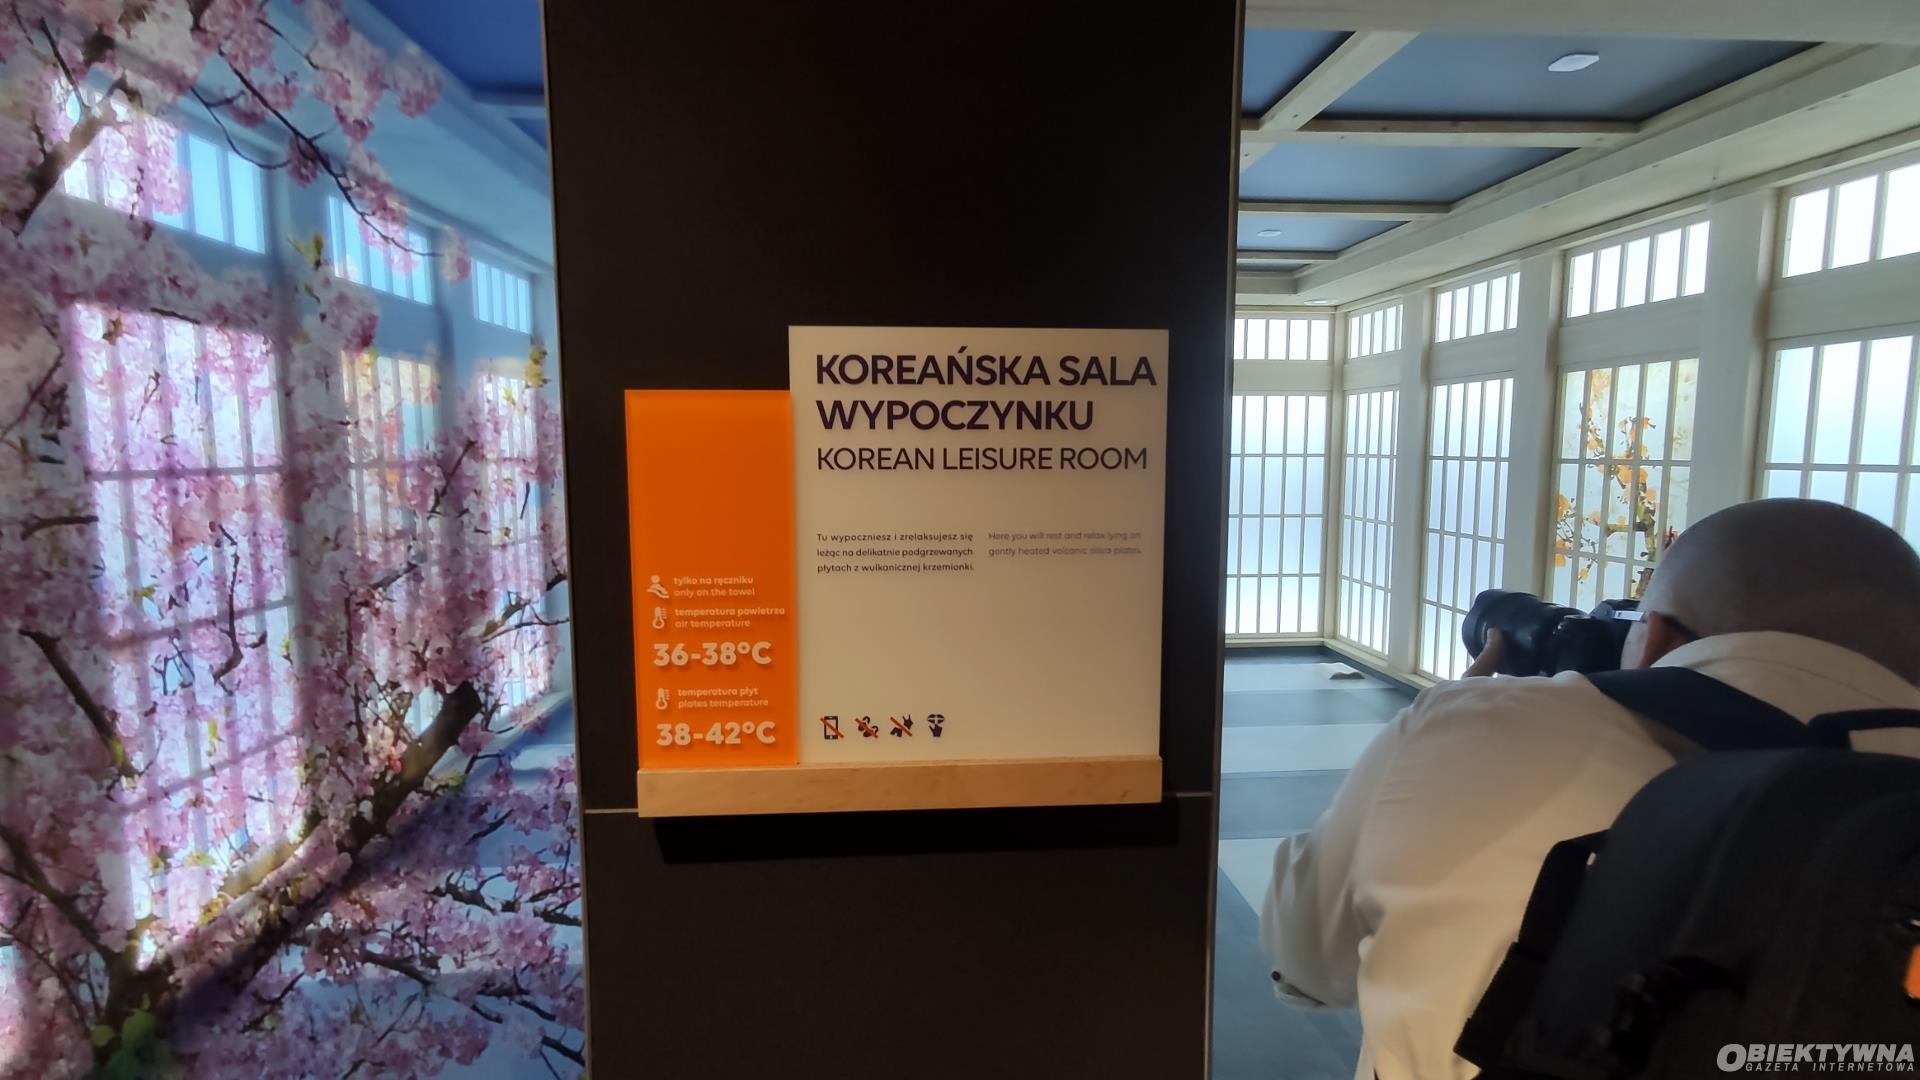 KOREAŃSKA SALA
WYPOCZYNKU
KOREAN LEISURE ROOM
Tu wypoczniesz i zrelaksujesz się
leżąc na delikatnie podgrzewanych
płytach z wulkanicznej krzemionki.
Here you will rest and relax lying on
gently heated volcanic silica plates.
tylko na ręczniku
only on the towel
temperatura powietrza
air temperature
36-38°C
temperatura płyt
plates temperature
38-42°C
OBIEKTYWNA
GAZETA INTERNETOWA